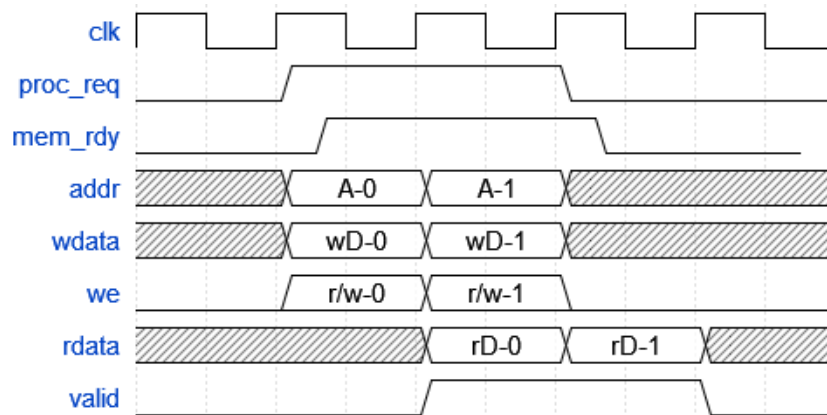 clk
proc_req
mem_rdy
addr A-0 A-1
wdata wD-0 wD-1
we r/w-0 r/w-1
rdata rD-0 rD-1
valid